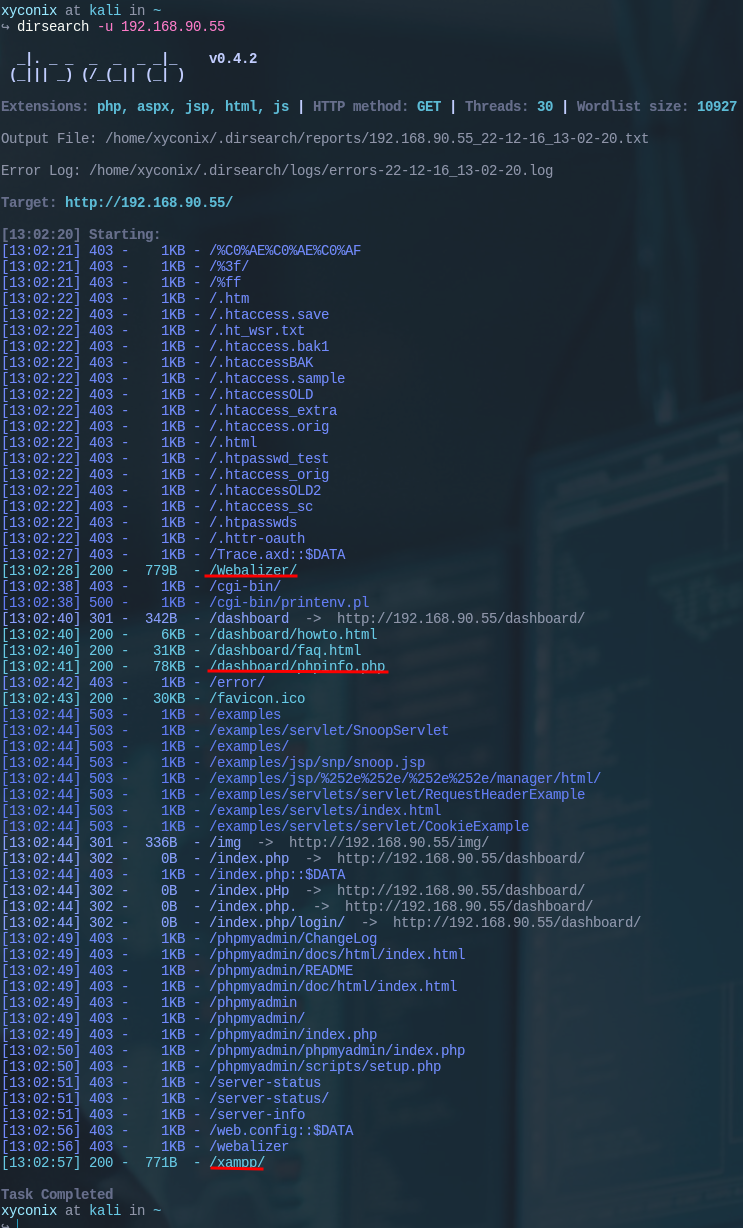 xyconix at kali in ~
↪ dirsearch -u 192.168.90.55
_|. _ _  _  _  _ _|_    v0.4.2
(_||| _) (/_(_|| (_| )
Extensions: php, aspx, jsp, html, js | HTTP method: GET | Threads: 30 | Wordlist size: 10927
Output File: /home/xyconix/.dirsearch/reports/192.168.90.55_22-12-16_13-02-20.txt
Error Log: /home/xyconix/.dirsearch/logs/errors-22-12-16_13-02-20.log
Target: http://192.168.90.55/
[13:02:20] Starting:
[13:02:21] 403 -    1KB - /%C0%AE%C0%AE%C0%AF
[13:02:21] 403 -    1KB - /%3f/
[13:02:21] 403 -    1KB - /%ff
[13:02:22] 403 -    1KB - /.htm
[13:02:22] 403 -    1KB - /.htaccess.save
[13:02:22] 403 -    1KB - /.ht_wsr.txt
[13:02:22] 403 -    1KB - /.htaccess.bak1
[13:02:22] 403 -    1KB - /.htaccessBAK
[13:02:22] 403 -    1KB - /.htaccess.sample
[13:02:22] 403 -    1KB - /.htaccessOLD
[13:02:22] 403 -    1KB - /.htaccess_extra
[13:02:22] 403 -    1KB - /.htaccess.orig
[13:02:22] 403 -    1KB - /.html
[13:02:22] 403 -    1KB - /.htpasswd_test
[13:02:22] 403 -    1KB - /.htaccess_orig
[13:02:22] 403 -    1KB - /.htaccessOLD2
[13:02:22] 403 -    1KB - /.htaccess_sc
[13:02:22] 403 -    1KB - /.htpasswds
[13:02:22] 403 -    1KB - /.httr-oauth
[13:02:27] 403 -    1KB - /Trace.axd::$DATA
[13:02:28] 200 -  779B  - /Webalizer/
[13:02:38] 403 -    1KB - /cgi-bin/
[13:02:38] 500 -    1KB - /cgi-bin/printenv.pl
[13:02:40] 301 -  342B  - /dashboard  ->  http://192.168.90.55/dashboard/
[13:02:40] 200 -    6KB - /dashboard/howto.html
[13:02:40] 200 -   31KB - /dashboard/faq.html
[13:02:41] 200 -   78KB - /dashboard/phpinfo.php
[13:02:42] 403 -    1KB - /error/
[13:02:43] 200 -   30KB - /favicon.ico
[13:02:44] 503 -    1KB - /examples
[13:02:44] 503 -    1KB - /examples/servlet/SnoopServlet
[13:02:44] 503 -    1KB - /examples/
[13:02:44] 503 -    1KB - /examples/jsp/snp/snoop.jsp
[13:02:44] 503 -    1KB - /examples/jsp/%252e%252e/%252e%252e/manager/html/
[13:02:44] 503 -    1KB - /examples/servlets/servlet/RequestHeaderExample
[13:02:44] 503 -    1KB - /examples/servlets/index.html
[13:02:44] 503 -    1KB - /examples/servlets/servlet/CookieExample
[13:02:44] 301 -  336B  - /img  ->  http://192.168.90.55/img/
[13:02:44] 302 -    0B  - /index.php  ->  http://192.168.90.55/dashboard/
[13:02:44] 403 -    1KB - /index.php::$DATA
[13:02:44] 302 -    0B  - /index.pHp  ->  http://192.168.90.55/dashboard/
[13:02:44] 302 -    0B  - /index.php.  ->  http://192.168.90.55/dashboard/
[13:02:44] 302 -    0B  - /index.php/login/  ->  http://192.168.90.55/dashboard/
[13:02:49] 403 -    1KB - /phpmyadmin/ChangeLog
[13:02:49] 403 -    1KB - /phpmyadmin/docs/html/index.html
[13:02:49] 403 -    1KB - /phpmyadmin/README
[13:02:49] 403 -    1KB - /phpmyadmin/doc/html/index.html
[13:02:49] 403 -    1KB - /phpmyadmin
[13:02:49] 403 -    1KB - /phpmyadmin/
[13:02:49] 403 -    1KB - /phpmyadmin/index.php
[13:02:50] 403 -    1KB - /phpmyadmin/phpmyadmin/index.php
[13:02:50] 403 -    1KB - /phpmyadmin/scripts/setup.php
[13:02:51] 403 -    1KB - /server-status
[13:02:51] 403 -    1KB - /server-status/
[13:02:51] 403 -    1KB - /server-info
[13:02:56] 403 -    1KB - /web.config::$DATA
[13:02:56] 403 -    1KB - /webalizer
[13:02:57] 200 -  771B  - /xampp/
Task Completed
xyconix at kali in ~
↪